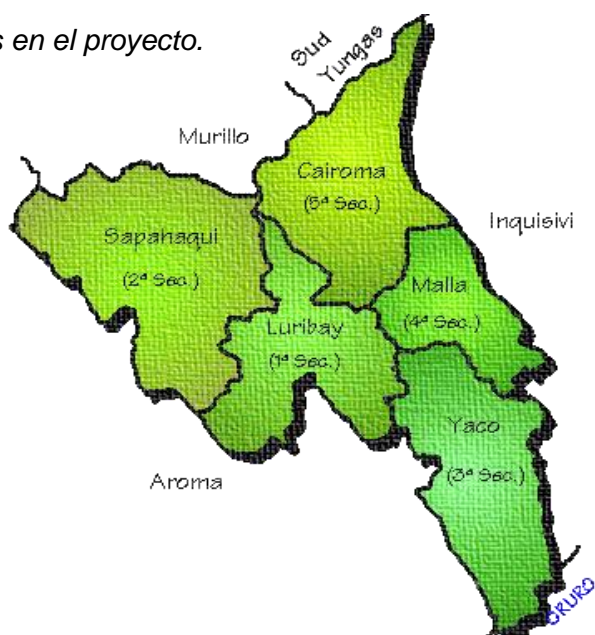 s en el proyecto.
Sud
Yungas
Murillo
Cairoma
(5ª Sec.)
Inquisivi
Sapahaqui
(2ª Sec.)
Malla
(4ª Sec.)
Luribay
(1ª Sec.)
Yaco
(3ª Sec.)
Aroma
ORURO